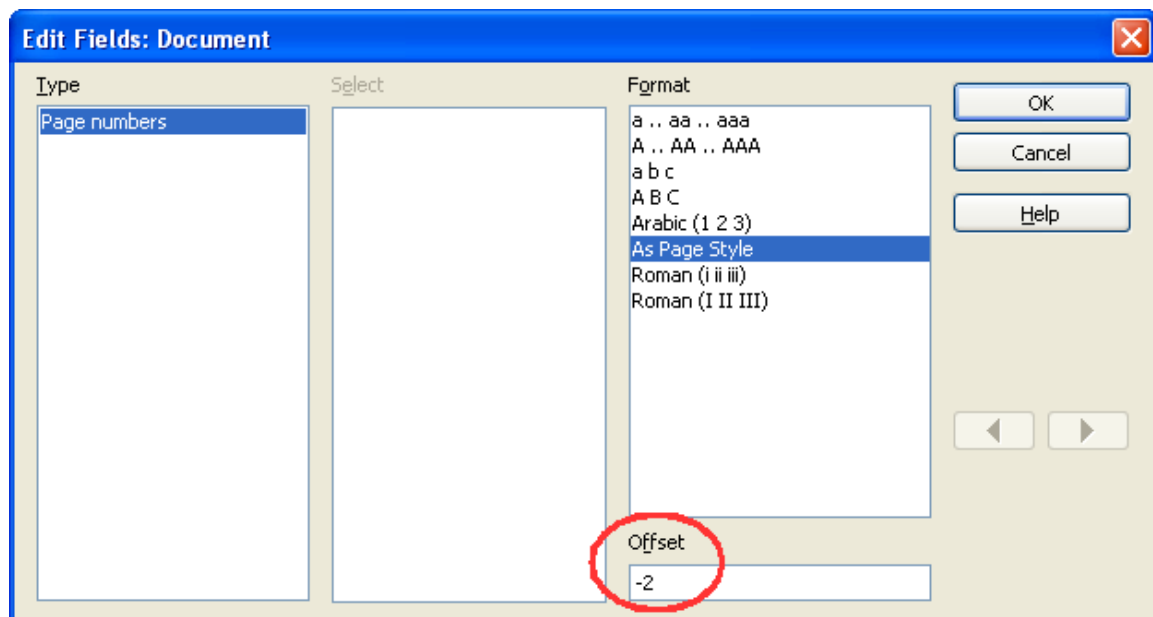 Edit Fields: Document
Type
Page numbers
Select
Format
a .. aa .. aaa
A .. AA .. AAA
a b c
A B C
Arabic (1 2 3)
As Page Style
Roman (i ii iii)
Roman (I II III)
Offset
-2
OK
Cancel
Help